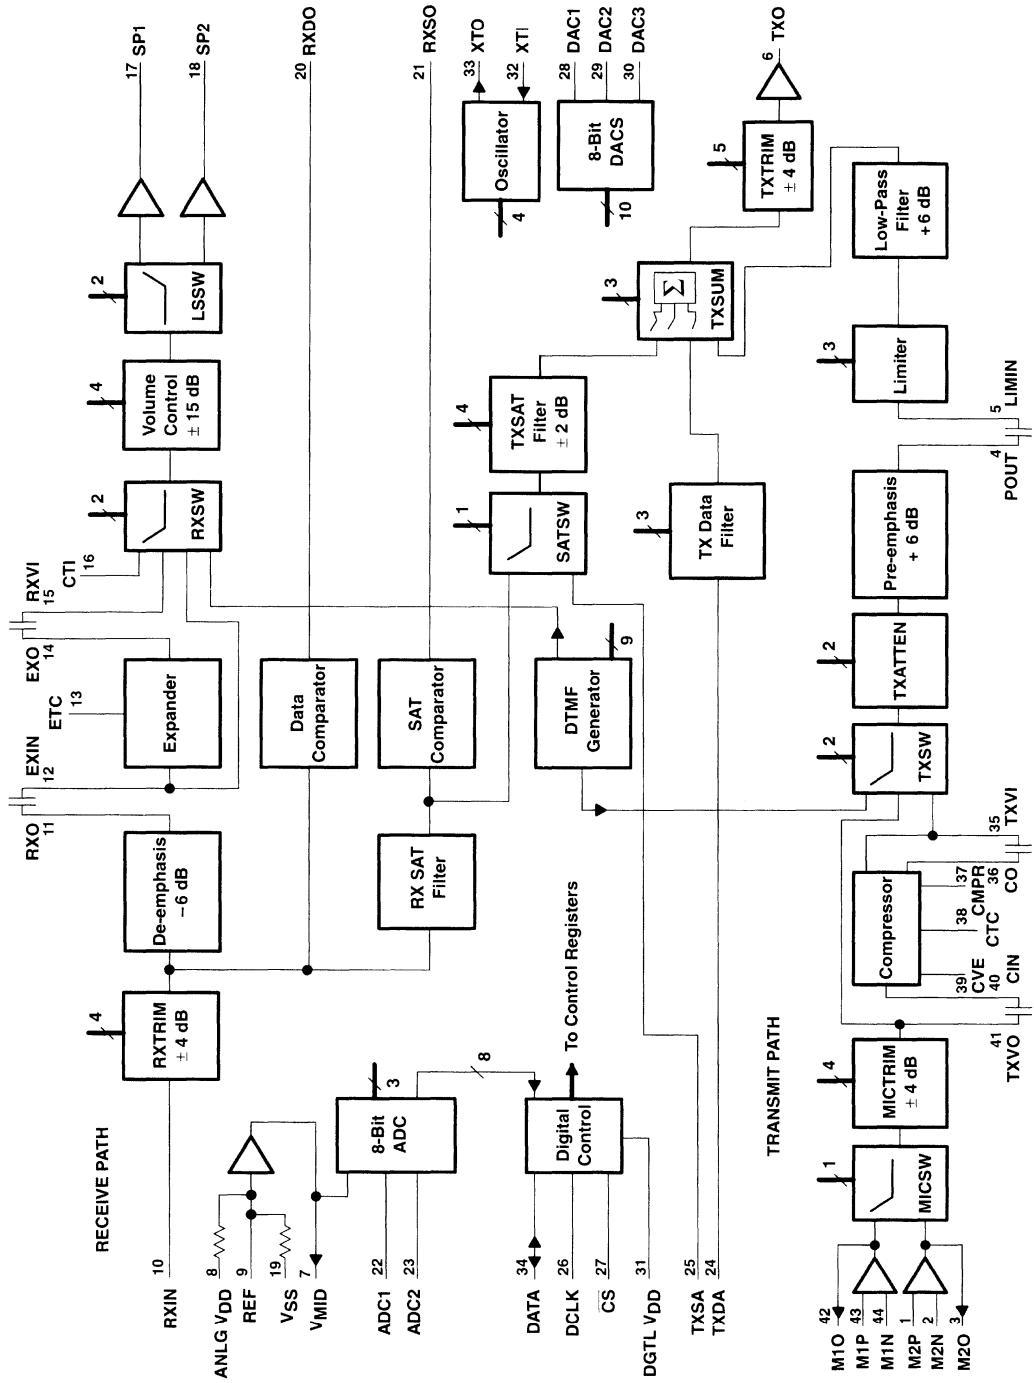 RECEIVE PATH
RXIN
10
RXTRIM
± 4 dB
4
De-emphasis
−6 dB
RXO
11
EXIN
12
ETC
13
Expander
EXO
14
RXVI
15
CTI
16
RXSW
2
Volume
Control
± 15 dB
4
LSSW
2
17
SP1
18
SP2
ANLG VDD
8
REF
9
VSS
19
VMID
7
Data
Comparator
20
RXDO
ADC1
22
ADC2
23
8-Bit
ADC
3
8
RX SAT
Filter
SAT
Comparator
21
RXSO
DATA
34
DCLK
26
CS
27
DGTL VDD
31
Digital
Control
To Control Registers
DTMF
Generator
9
SATSW
1
TXSAT
Filter
± 2 dB
4
Oscillator
4
33
XTO
32
XTI
8-Bit
DACS
10
28
DAC1
29
DAC2
30
DAC3
TXSA
25
TXDA
24
TX Data
Filter
3
TXSUM
Σ
3
TXTRIM
± 4 dB
5
6
TXO
TRANSMIT PATH
M1O
42
M1P
43
M1N
44
M2P
1
M2N
2
M2O
3
MICSW
1
MICTRIM
± 4 dB
4
TXVO
41
CIN
40
CVE
39
Compressor
CTC
38
CMPR
37
CO
36
TXVI
35
TXSW
2
TXATTEN
2
Pre-emphasis
+ 6 dB
POUT
4
LIMIN
5
Limiter
3
Low-Pass
Filter
+6 dB